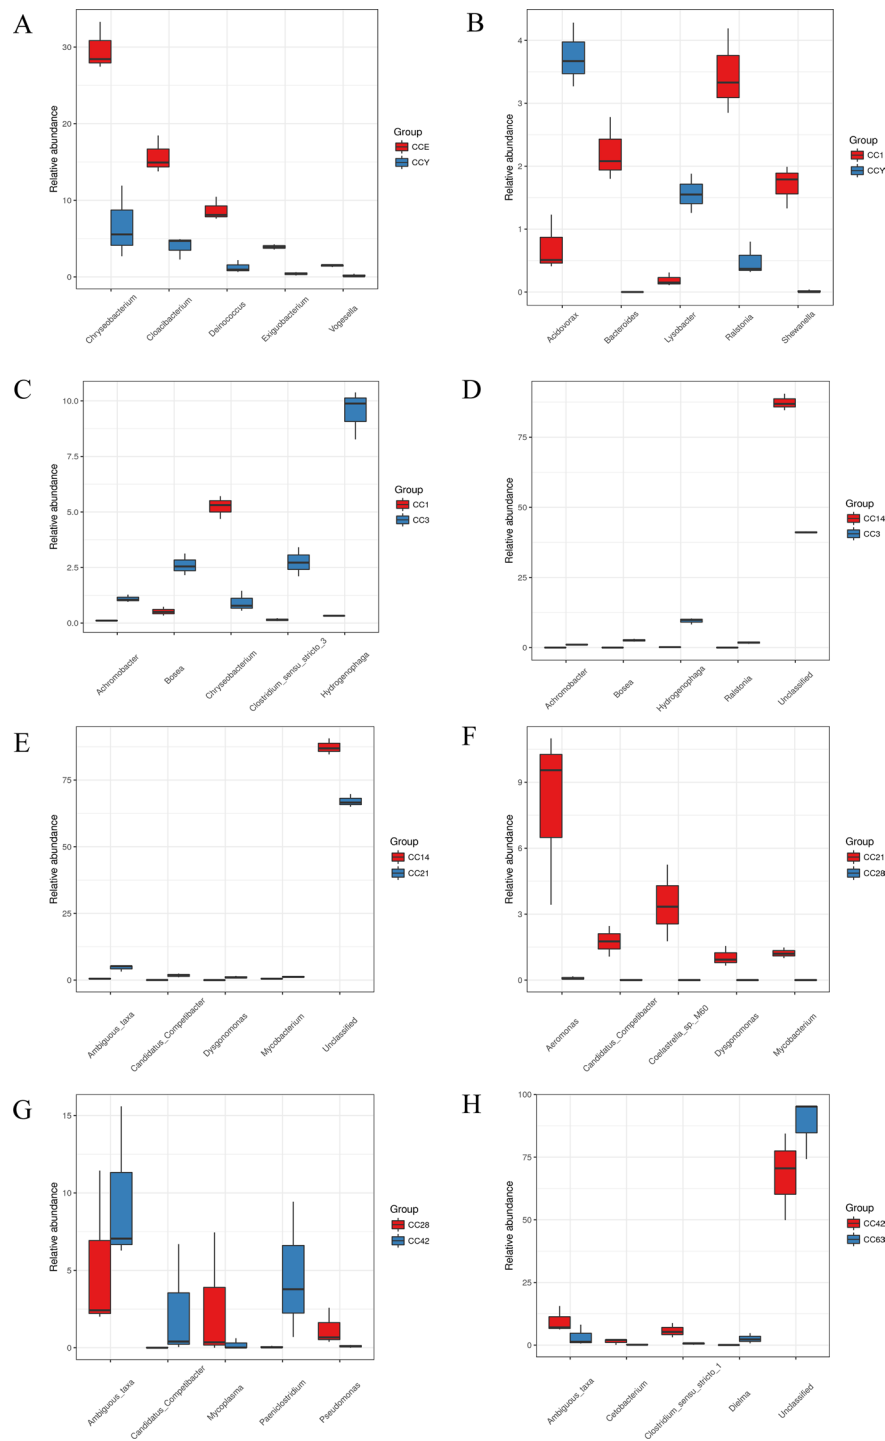 A
Relative abundance
30
20
10
0
Chryseobacterium
Cloacibacterium
Deinococcus
Exiguobacterium
Vogesella
Group
CCE
CCY
B
Relative abundance
4
3
2
1
0
Acidovorax
Bacteroides
Lysobacter
Ralstonia
Shewanella
Group
CC1
CCY
C
Relative abundance
10.0
7.5
5.0
2.5
0.0
Achromobacter
Bosea
Chryseobacterium
Clostridium_sensu_stricto_3
Hydrogenophaga
Group
CC1
CC3
D
Relative abundance
75
50
25
0
Achromobacter
Bosea
Hydrogenophaga
Ralstonia
Unclassified
Group
CC14
CC3
E
Relative abundance
75
50
25
0
Ambiguous_taxa
Candidatus_Competibacter
Dysgonomonas
Mycobacterium
Unclassified
Group
CC14
CC21
F
Relative abundance
9
6
3
0
Aeromonas
Candidatus_Competibacter
Coelastrella_sp._M60
Dysgonomonas
Mycobacterium
Group
CC21
CC28
G
Relative abundance
15
10
5
0
Ambiguous_taxa
Candidatus_Competibacter
Mycoplasma
Paeniclostridium
Pseudomonas
Group
CC28
CC42
H
Relative abundance
100
75
50
25
0
Ambiguous_taxa
Cetobacterium
Clostridium_sensu_stricto_1
Dielma
Unclassified
Group
CC42
CC63